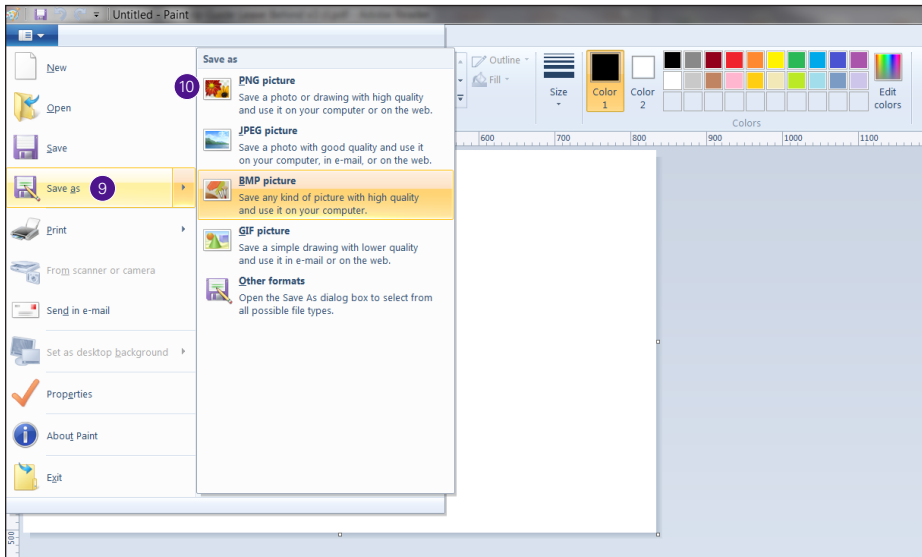 Untitled - Paint
New
Open
Save
Save as 9
Print
From scanner or camera
Send in e-mail
Set as desktop background
Properties
About Paint
Exit
Save as
10
PNG picture
Save a photo or drawing with high quality
and use it on your computer or on the web.
JPEG picture
Save a photo with good quality and use it
on your computer, in e-mail, or on the web.
BMP picture
Save any kind of picture with high quality
and use it on your computer.
GIF picture
Save a simple drawing with lower quality
and use it in e-mail or on the web.
Other formats
Open the Save As dialog box to select from
all possible file types.
Outline
Fill
Size
Color
1
Color
2
Edit
colors
Colors
600 700 800 900 1000 1100
500